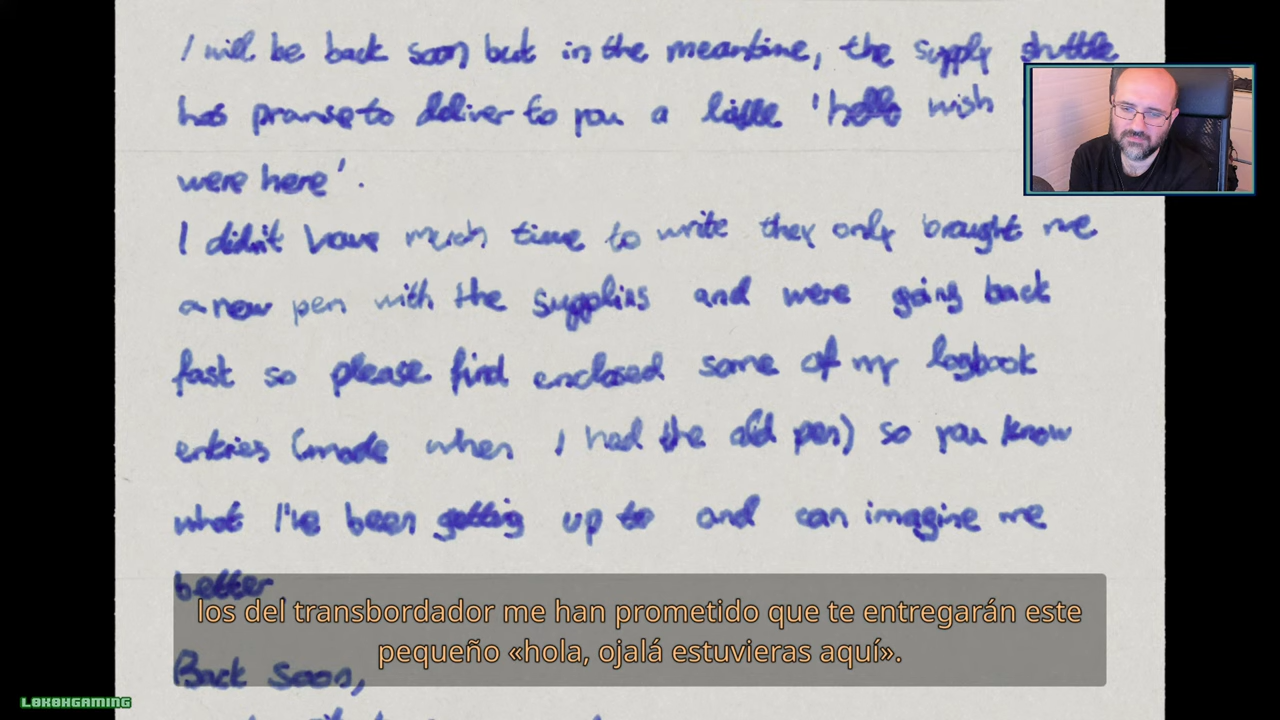 I will be back soon but in the meantime, the supply shuttle
has promise to deliver to you a little 'hello wish
were here'.
I didn't have much time to write they only brought me
a new pen with the supplies and were going back
fast so please find enclosed some of my logbook
entries (made when I had the old pen) so you know
what I've been getting up to and can imagine me
better
los del transbordador me han prometido que te entregarán este
pequeño «hola, ojalá estuvieras aquí».
Back Soon,
L0K0HGAMING